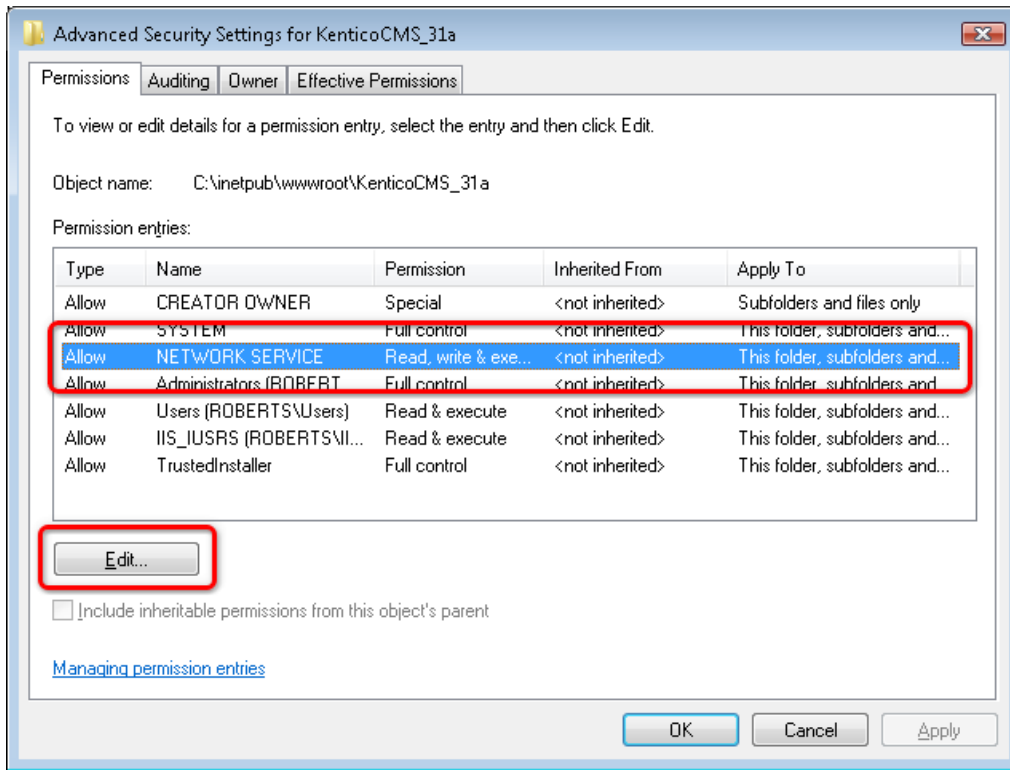 Advanced Security Settings for KenticoCMS_31a
Permissions Auditing Owner Effective Permissions
To view or edit details for a permission entry, select the entry and then click Edit.
Object name: C:\inetpub\wwwroot\KenticoCMS_31a
Permission entries:
Type Name Permission Inherited From Apply To
Allow CREATOR OWNER Special <not inherited> Subfolders and files only
Allow SYSTEM Full control <not inherited> This folder, subfolders and...
Allow NETWORK SERVICE Read, write & exe... <not inherited> This folder, subfolders and...
Allow Administrators (ROBERT Full control <not inherited> This folder, subfolders and
Allow Users (ROBERTS\Users) Read & execute <not inherited> This folder, subfolders and...
Allow IIS_IUSRS (ROBERTS\II... Read & execute <not inherited> This folder, subfolders and...
Allow TrustedInstaller Full control <not inherited> This folder, subfolders and...
Edit...
Include inheritable permissions from this object's parent
Managing permission entries
OK Cancel Apply